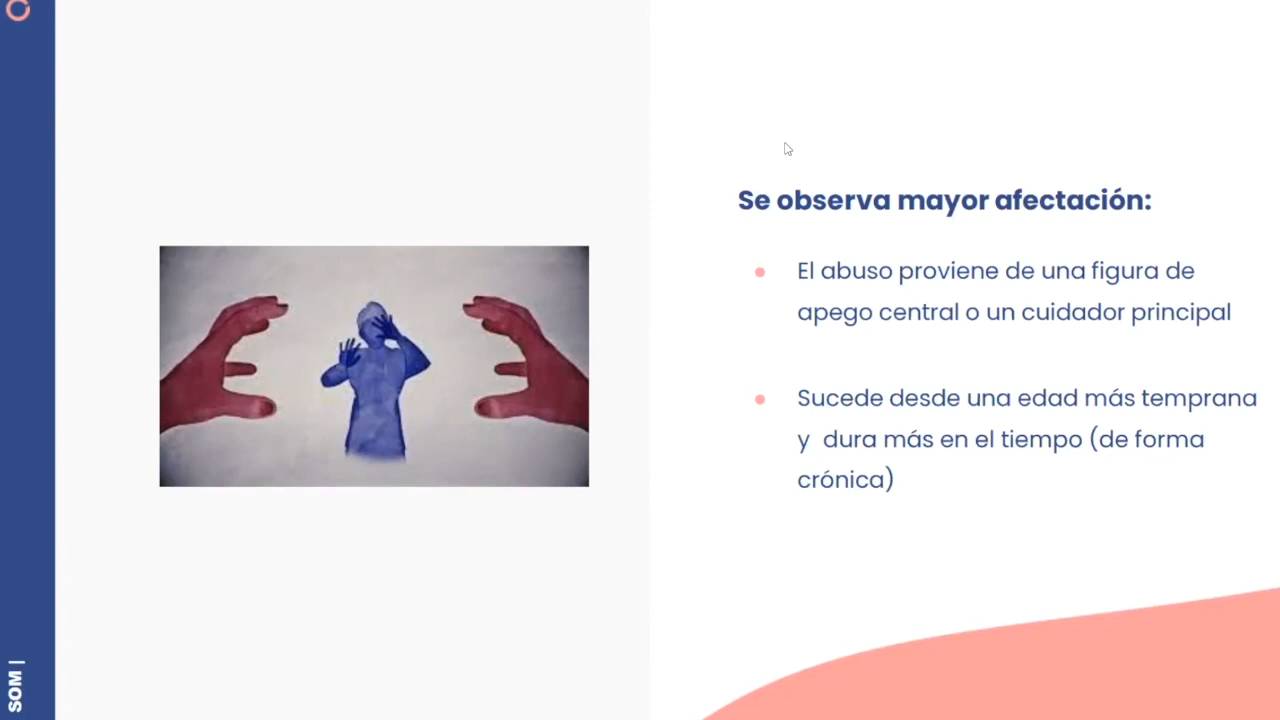 Se observa mayor afectación:
El abuso proviene de una figura de
apego central o un cuidador principal
Sucede desde una edad más temprana
y  dura más en el tiempo (de forma
crónica)
SOM |